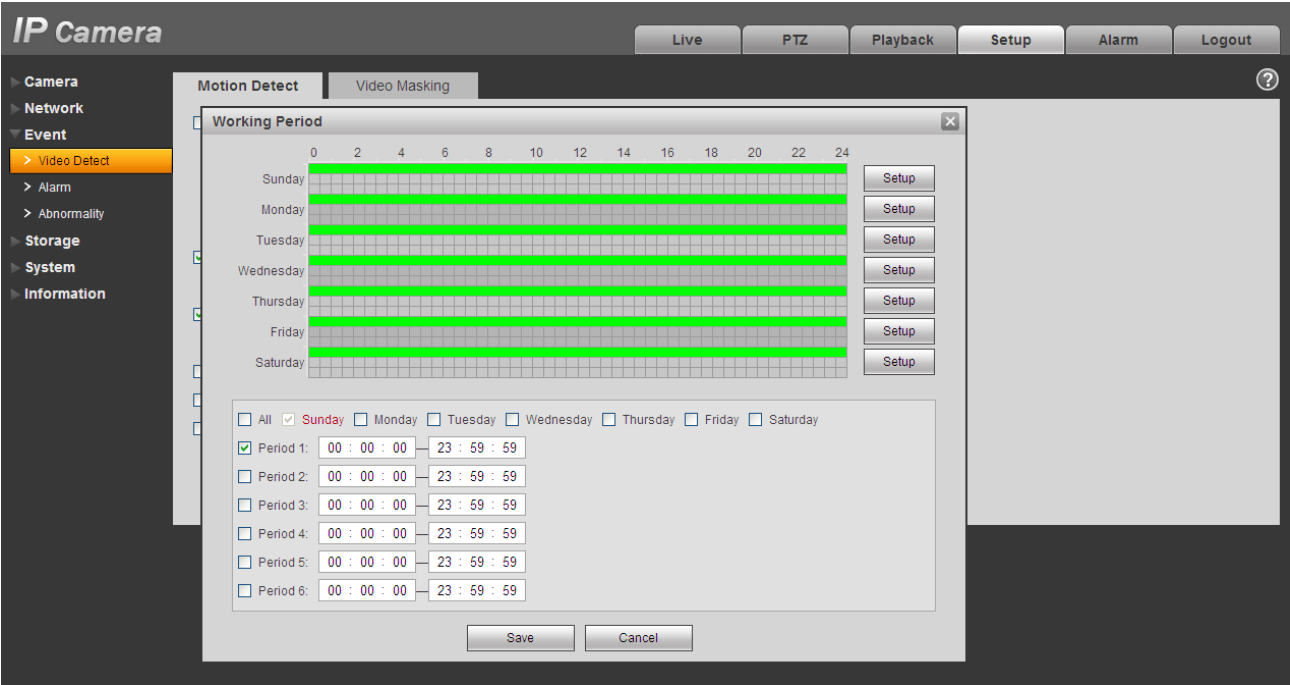 IP Camera
Live PTZ Playback Setup Alarm Logout
Camera
Network
Event
> Video Detect
> Alarm
> Abnormality
Storage
System
Information
Motion Detect Video Masking
?
Working Period
0 2 4 6 8 10 12 14 16 18 20 22 24
Sunday Setup
Monday Setup
Tuesday Setup
Wednesday Setup
Thursday Setup
Friday Setup
Saturday Setup
All Sunday Monday Tuesday Wednesday Thursday Friday Saturday
Period 1: 00 : 00 : 00 — 23 : 59 : 59
Period 2: 00 : 00 : 00 — 23 : 59 : 59
Period 3: 00 : 00 : 00 — 23 : 59 : 59
Period 4: 00 : 00 : 00 — 23 : 59 : 59
Period 5: 00 : 00 : 00 — 23 : 59 : 59
Period 6: 00 : 00 : 00 — 23 : 59 : 59
Save Cancel